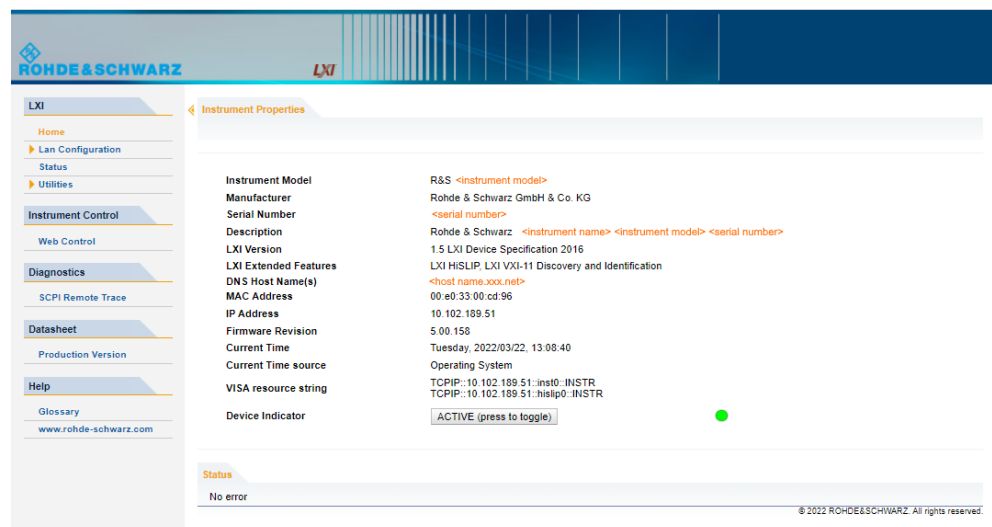 ROHDE&SCHWARZ
LXI
LXI
Home
Lan Configuration
Status
Utilities
Instrument Control
Web Control
Diagnostics
SCPI Remote Trace
Datasheet
Production Version
Help
Glossary
www.rohde-schwarz.com
Instrument Properties
Instrument Model R&S <instrument model>
Manufacturer Rohde & Schwarz GmbH & Co. KG
Serial Number <serial number>
Description Rohde & Schwarz <instrument name> <instrument model> <serial number>
LXI Version 1.5 LXI Device Specification 2016
LXI Extended Features LXI HiSLIP, LXI VXI-11 Discovery and Identification
DNS Host Name(s) <host name.xxx.net>
MAC Address 00:e0:33:00:cd:96
IP Address 10.102.189.51
Firmware Revision 5.00.158
Current Time Tuesday, 2022/03/22, 13:08:40
Current Time source Operating System
VISA resource string TCPIP::10.102.189.51::inst0::INSTR
TCPIP::10.102.189.51::hislip0::INSTR
Device Indicator ACTIVE (press to toggle)
Status
No error
© 2022 ROHDE&SCHWARZ. All rights reserved.